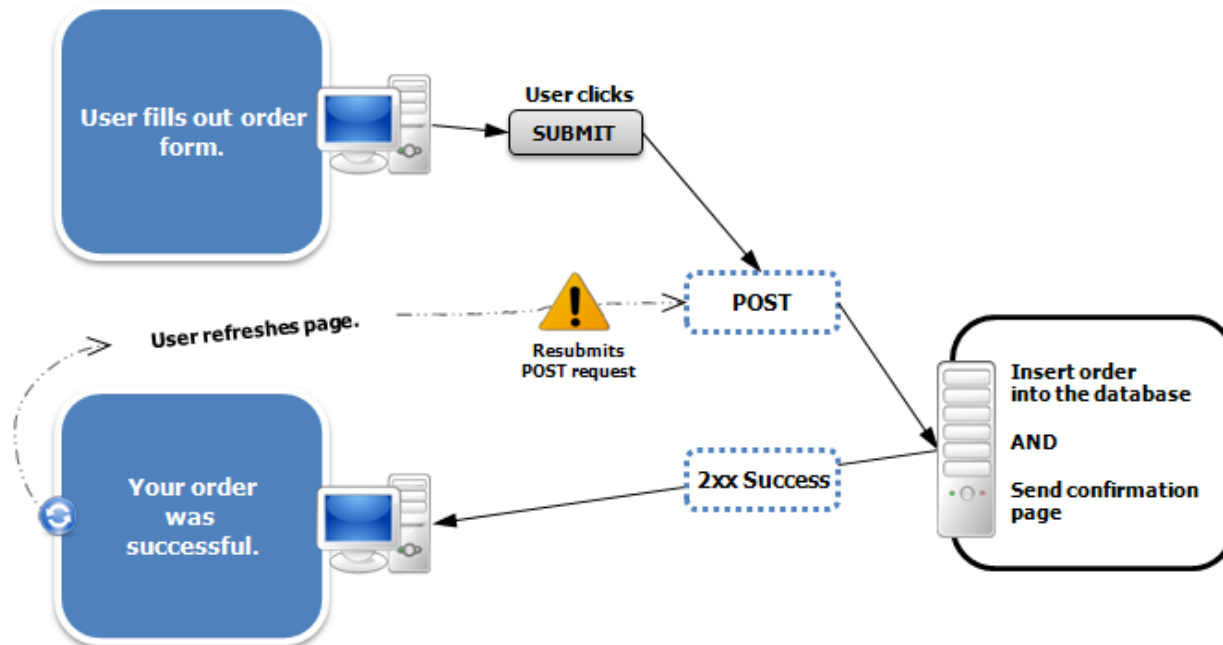 User fills out order
form.
User clicks
SUBMIT
POST
User refreshes page.
Resubmits
POST request
Insert order
into the database
AND
Send confirmation
page
2xx Success
Your order
was
successful.